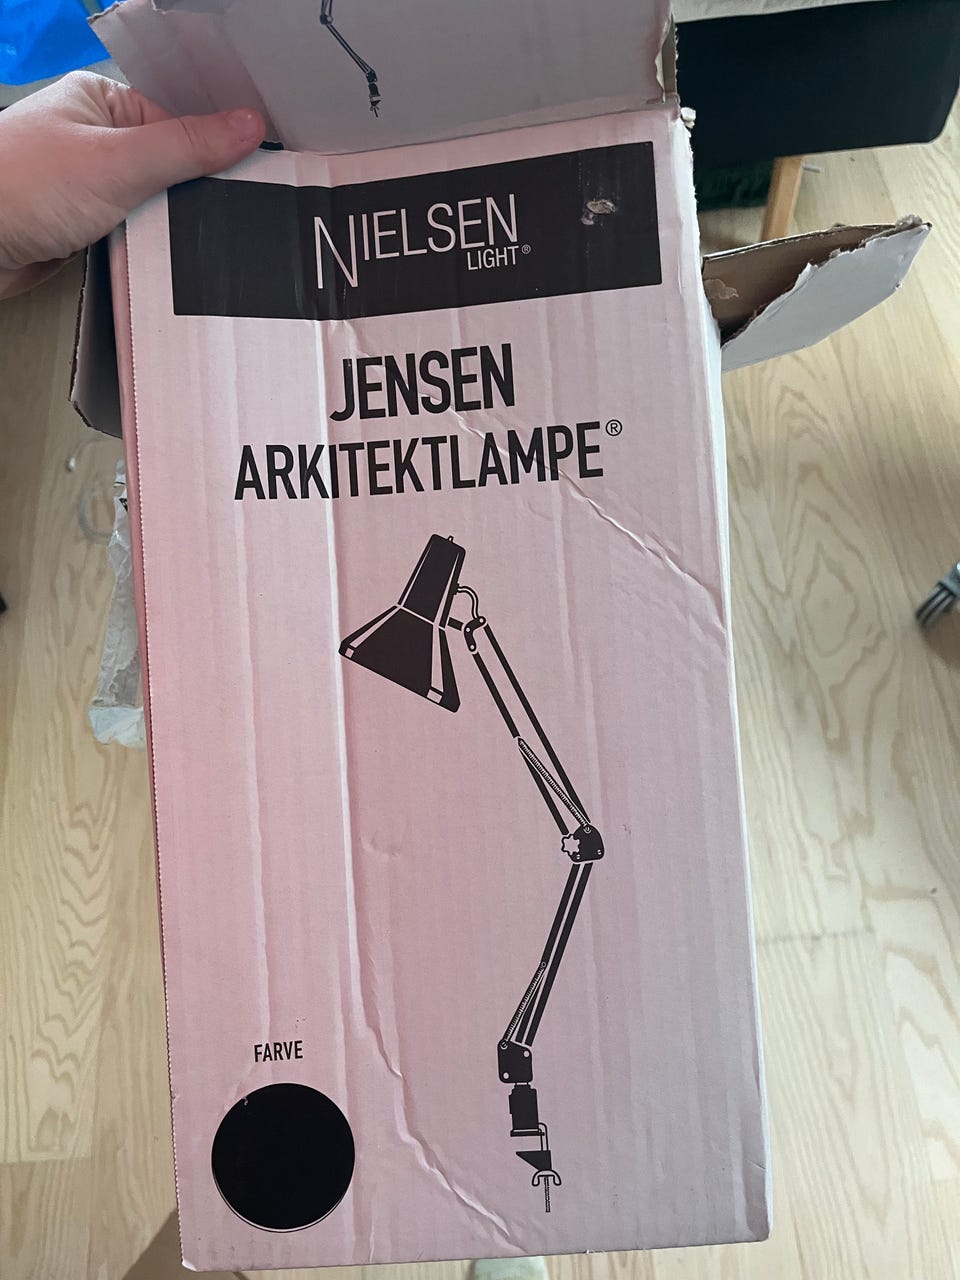 NIELSEN
LIGHT®
JENSEN
ARKITEKTLAMPE®
FARVE